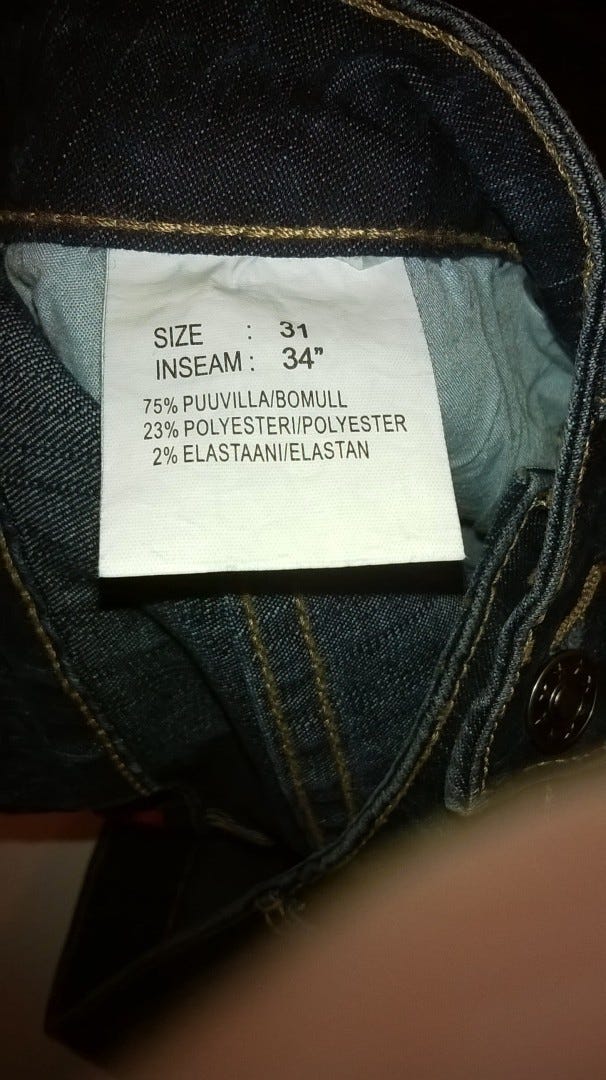 SIZE : 31
INSEAM : 34”
75% PUUVILLA/BOMULL
23% POLYESTERI/POLYESTER
2% ELASTAANI/ELASTAN